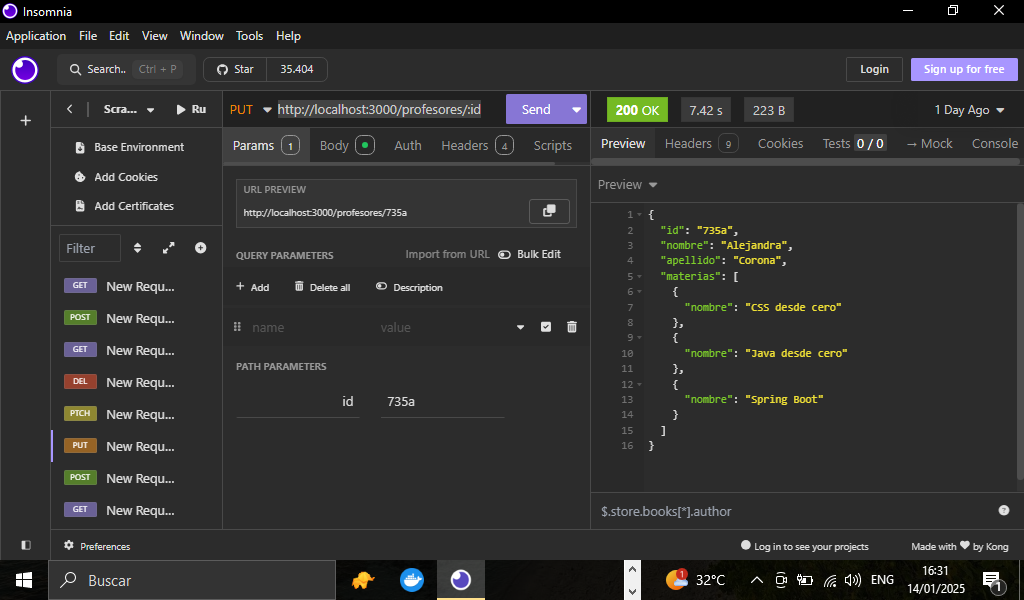 Insomnia
Application File Edit View Window Tools Help
Search.. Ctrl + P
Star 35.404
Login
Sign up for free
Scra...
Ru
PUT http://localhost:3000/profesores/:id
Send
200 OK
7.42 s
223 B
1 Day Ago
Base Environment
Add Cookies
Add Certificates
Filter
GET New Requ...
POST New Requ...
GET New Requ...
DEL New Requ...
PTCH New Requ...
PUT New Requ...
POST New Requ...
GET New Requ...
Params 1 Body Auth Headers 4 Scripts
URL PREVIEW
http://localhost:3000/profesores/735a
QUERY PARAMETERS
Import from URL Bulk Edit
+ Add Delete all Description
name value
PATH PARAMETERS
id 735a
Preview Headers 9 Cookies Tests 0 / 0 → Mock Console
Preview
1 {
2 "id": "735a",
3 "nombre": "Alejandra",
4 "apellido": "Corona",
5 "materias": [
6 {
7 "nombre": "CSS desde cero"
8 },
9 {
10 "nombre": "Java desde cero"
11 },
12 {
13 "nombre": "Spring Boot"
14 }
15 ]
16 }
$.store.books[*].author
?
Preferences
Log in to see your projects
Made with ❤ by Kong
Buscar
1
32°C
ENG
16:31
14/01/2025
1